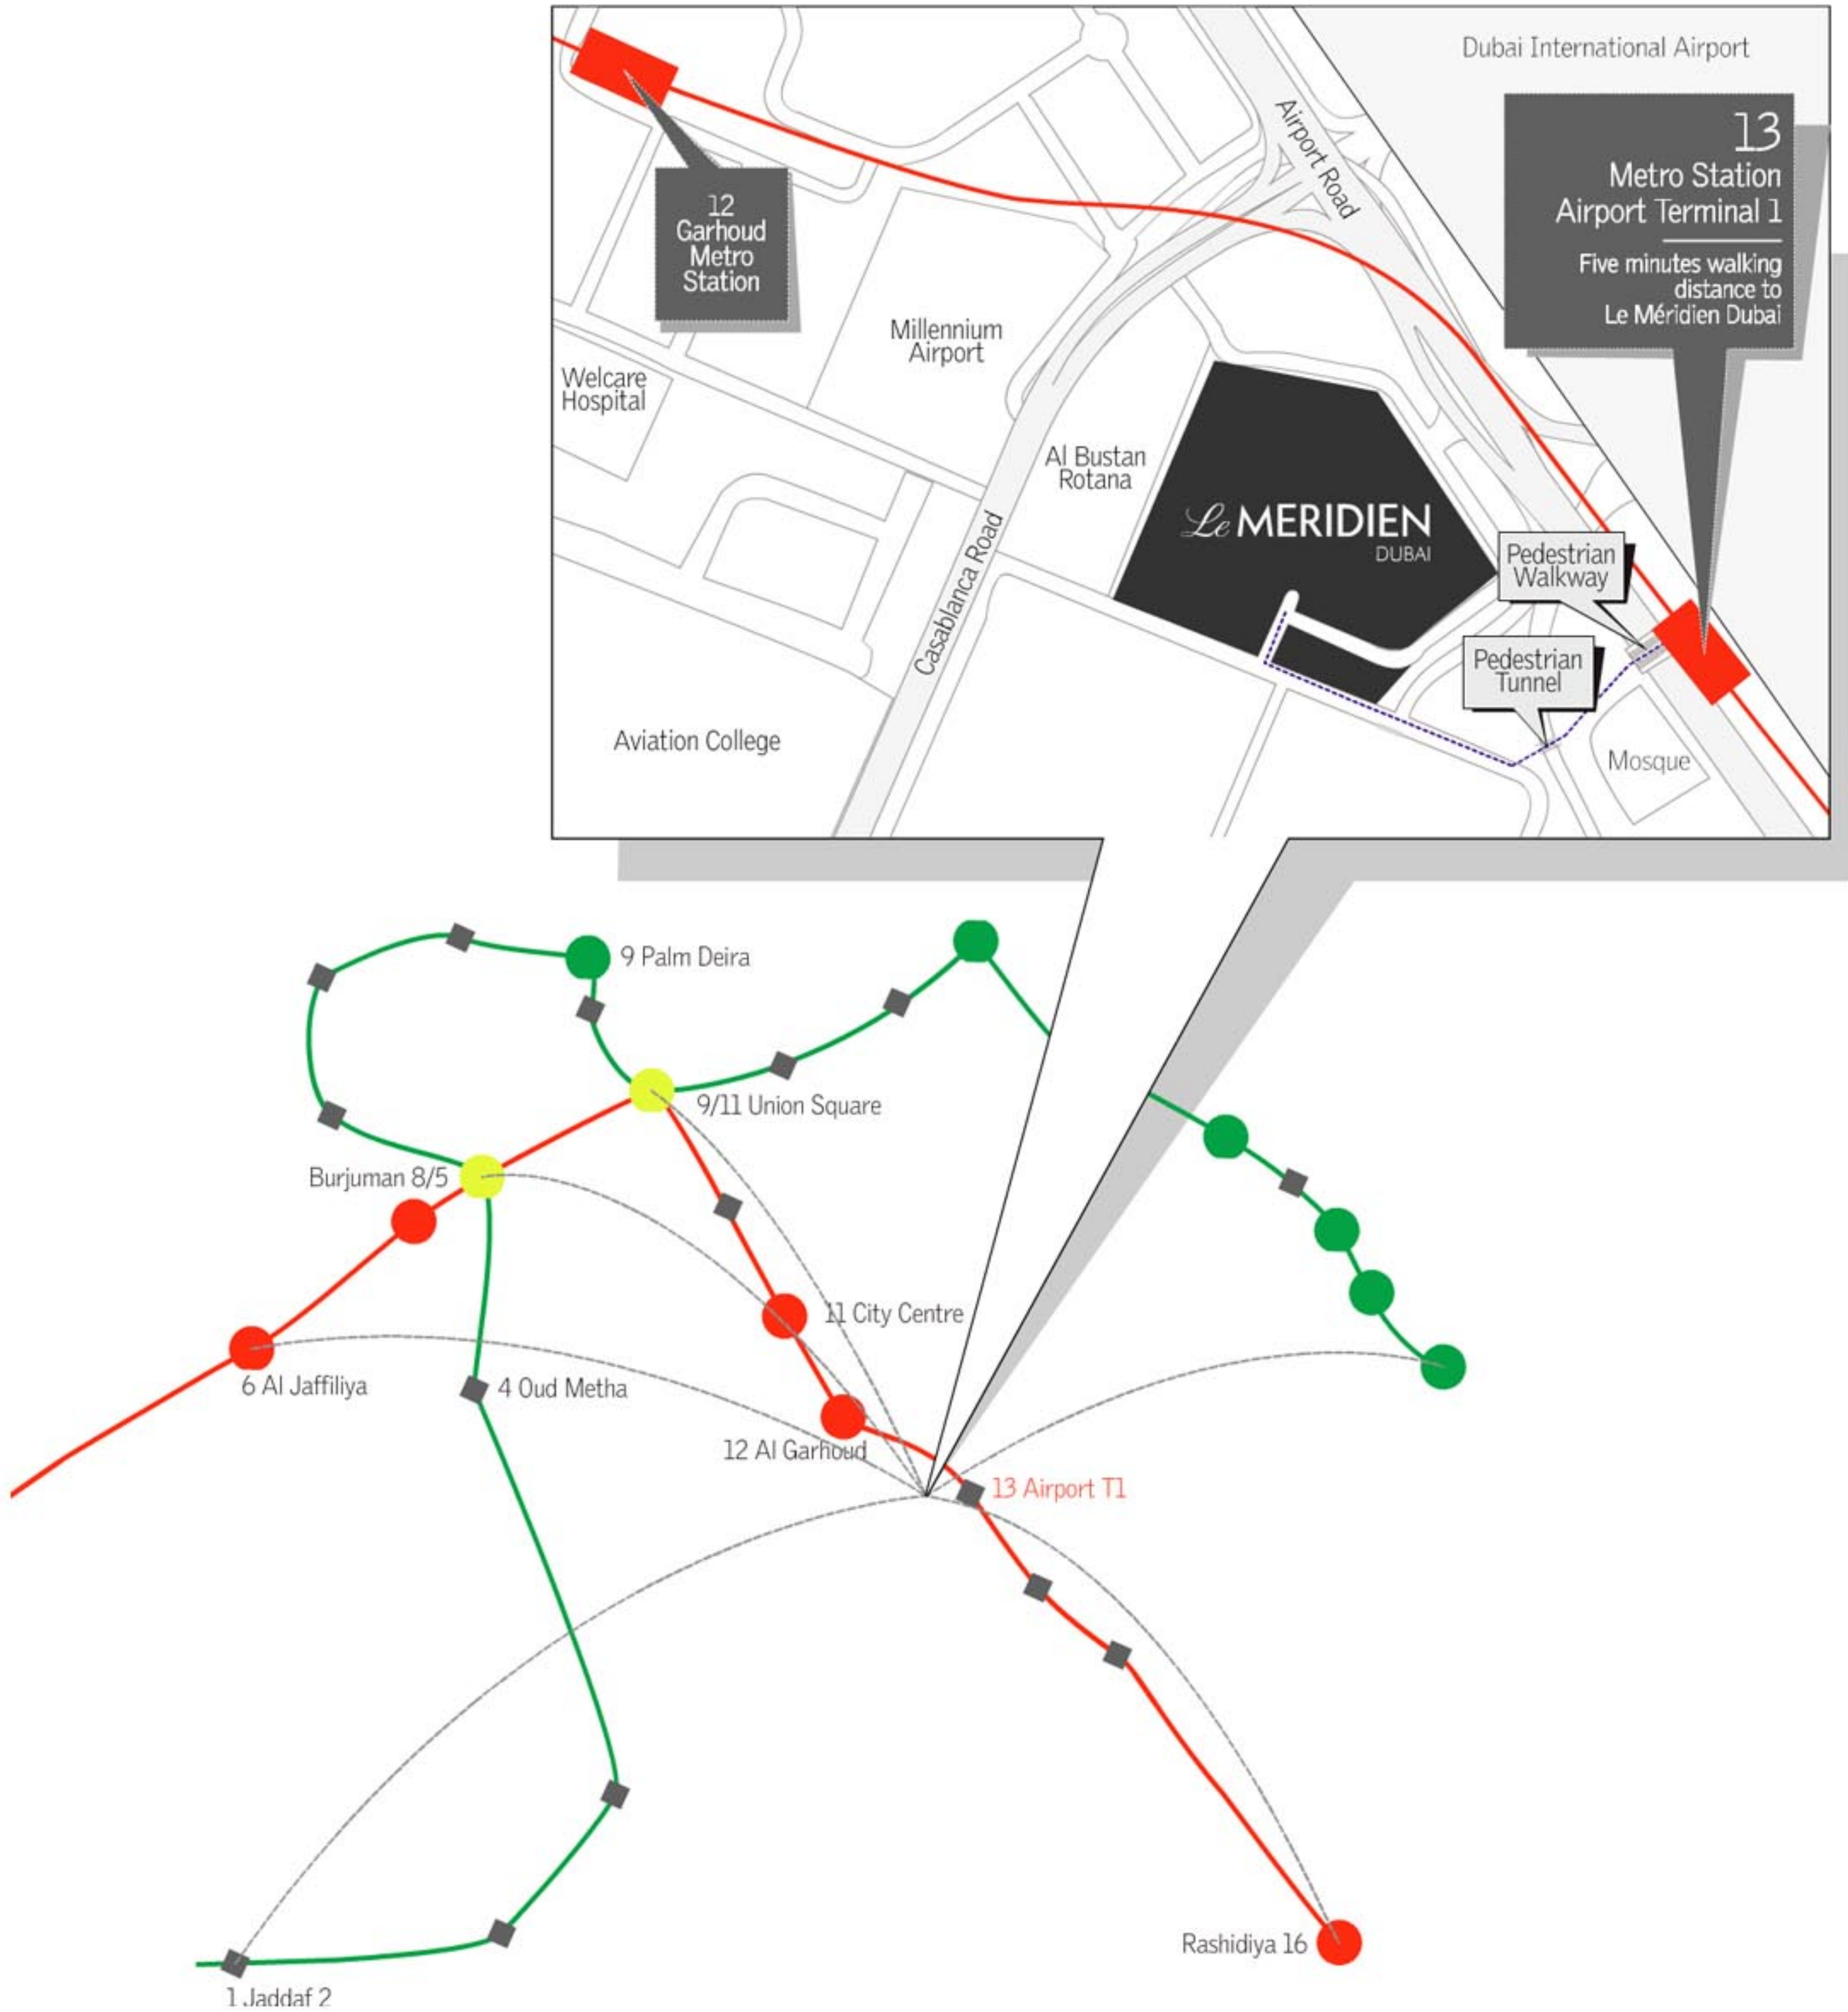 Dubai International Airport
Airport Road
13
Metro Station
Airport Terminal 1
Five minutes walking
distance to
Le Méridien Dubai
12
Garhoud
Metro
Station
Millennium
Airport
Welcare
Hospital
Al Bustan
Rotana
Le MERIDIEN
DUBAI
Casablanca Road
Pedestrian
Walkway
Pedestrian
Tunnel
Aviation College
Mosque
9 Palm Deira
9/11 Union Square
Burjuman 8/5
11 City Centre
6 Al Jaffiliya
4 Oud Metha
12 Al Garhoud
13 Airport T1
Rashidiya 16
1 Jaddaf 2